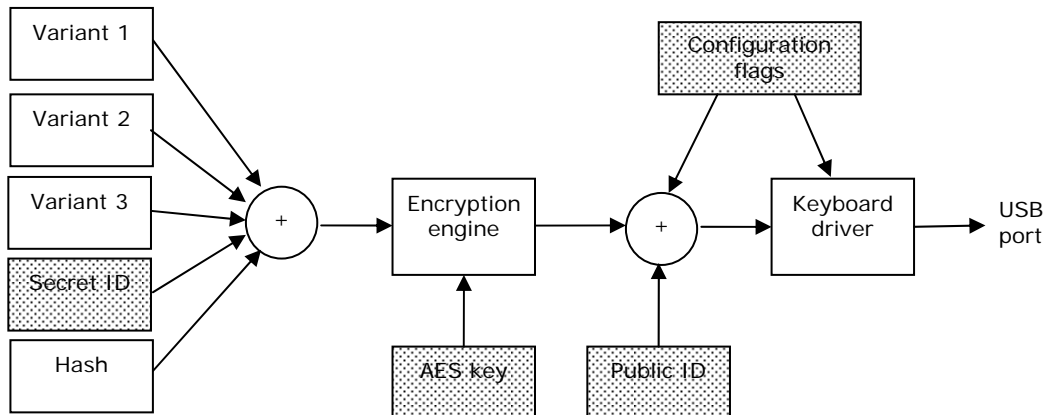 Variant 1
Variant 2
Variant 3
Secret ID
Hash
+
Encryption
engine
AES key
Configuration
flags
+
Public ID
Keyboard
driver
USB
port